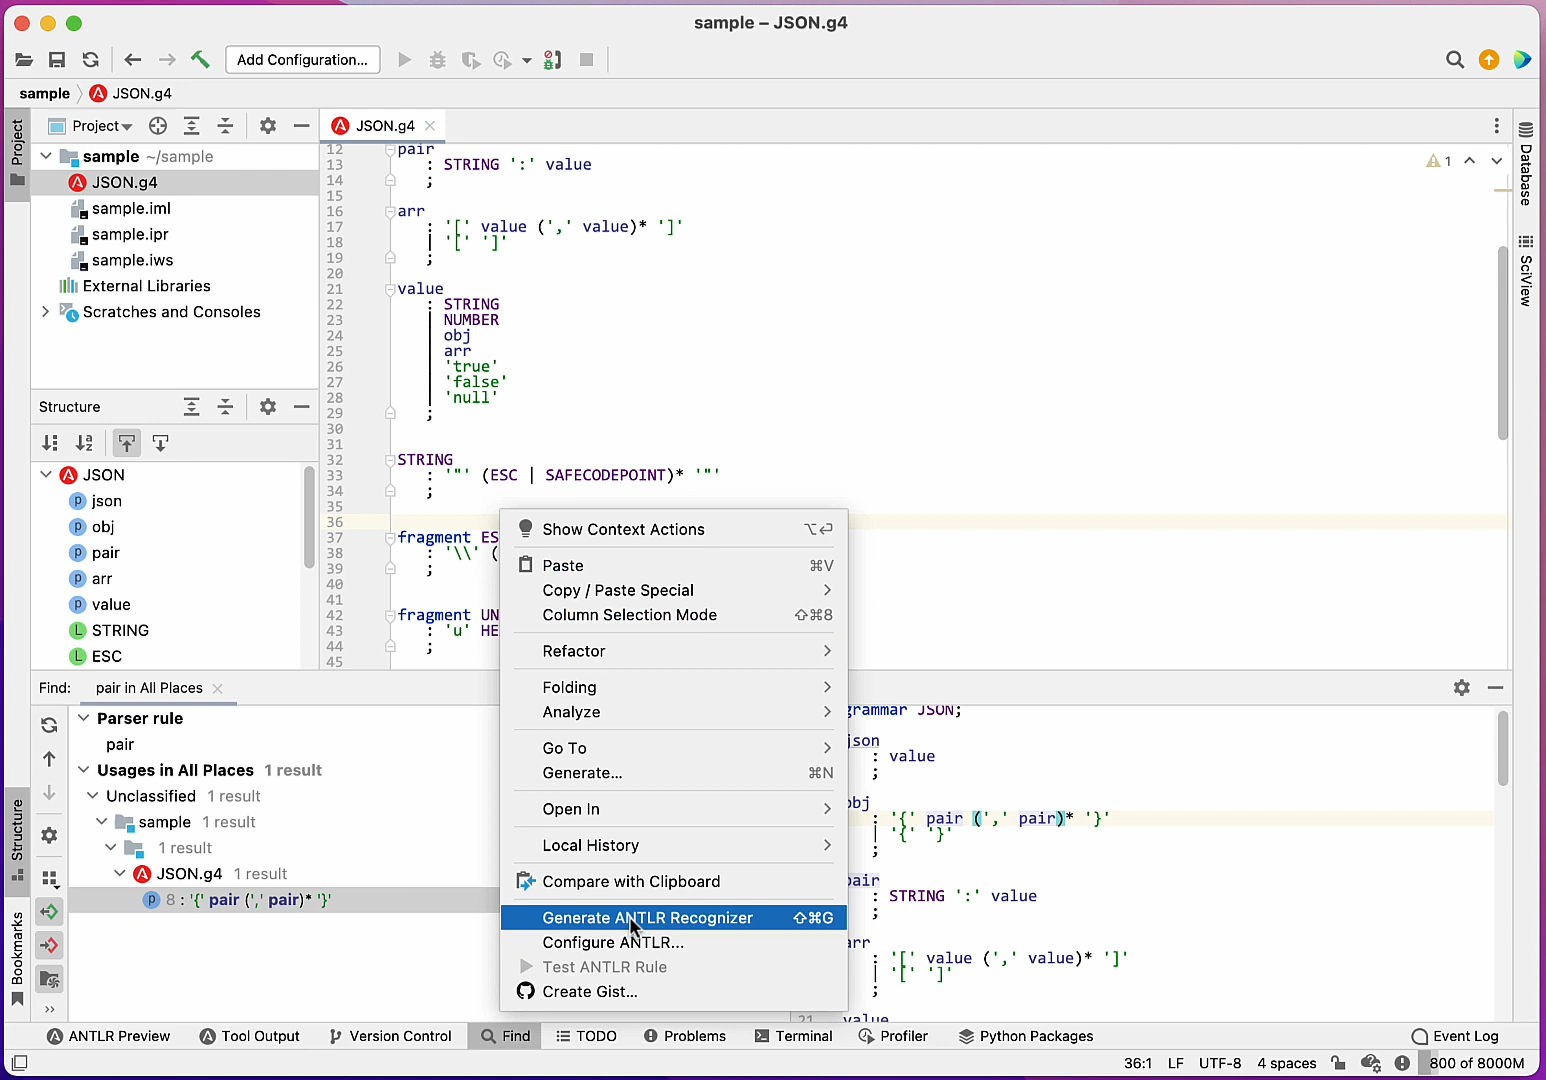 sample – JSON.g4
Add Configuration...
sample
JSON.g4
Project
Project
JSON.g4
sample ~/sample
JSON.g4
sample.iml
sample.ipr
sample.iws
External Libraries
Scratches and Consoles
Structure
JSON
json
obj
pair
arr
value
STRING
ESC
12 pair
13 : STRING ':' value
14 ;
15
16 arr
17 : '[' value (',' value)* ']'
18 | '[' ']'
19 ;
20
21 value
22 : STRING
23 | NUMBER
24 | obj
25 | arr
26 | 'true'
27 | 'false'
28 | 'null'
29 ;
30
31
32 STRING
33 : '"' (ESC | SAFECODEPOINT)* '"'
34 ;
35
36
37 fragment ES
38 : '\\' (
39 ;
40
41
42 fragment UN
43 : 'u' HE
44 ;
45
1
Database
SciView
Show Context Actions ⌥⏎
Paste ⌘V
Copy / Paste Special
Column Selection Mode ⇧⌘8
Refactor
Folding
Analyze
Go To
Generate... ⌘N
Open In
Local History
Compare with Clipboard
Generate ANTLR Recognizer ⇧⌘G
Configure ANTLR...
Test ANTLR Rule
Create Gist...
Find: pair in All Places
Parser rule
pair
Usages in All Places 1 result
Unclassified 1 result
sample 1 result
1 result
JSON.g4 1 result
8 : '{' pair (',' pair)* '}'
grammar JSON;
json
: value
;
obj
: '{' pair (',' pair)* '}'
| '{' '}'
;
pair
: STRING ':' value
;
arr
: '[' value (',' value)* ']'
| '[' ']'
;
21 value
Structure
Bookmarks
ANTLR Preview
Tool Output
Version Control
Find
TODO
Problems
Terminal
Profiler
Python Packages
Event Log
36:1 LF UTF-8 4 spaces 800 of 8000M